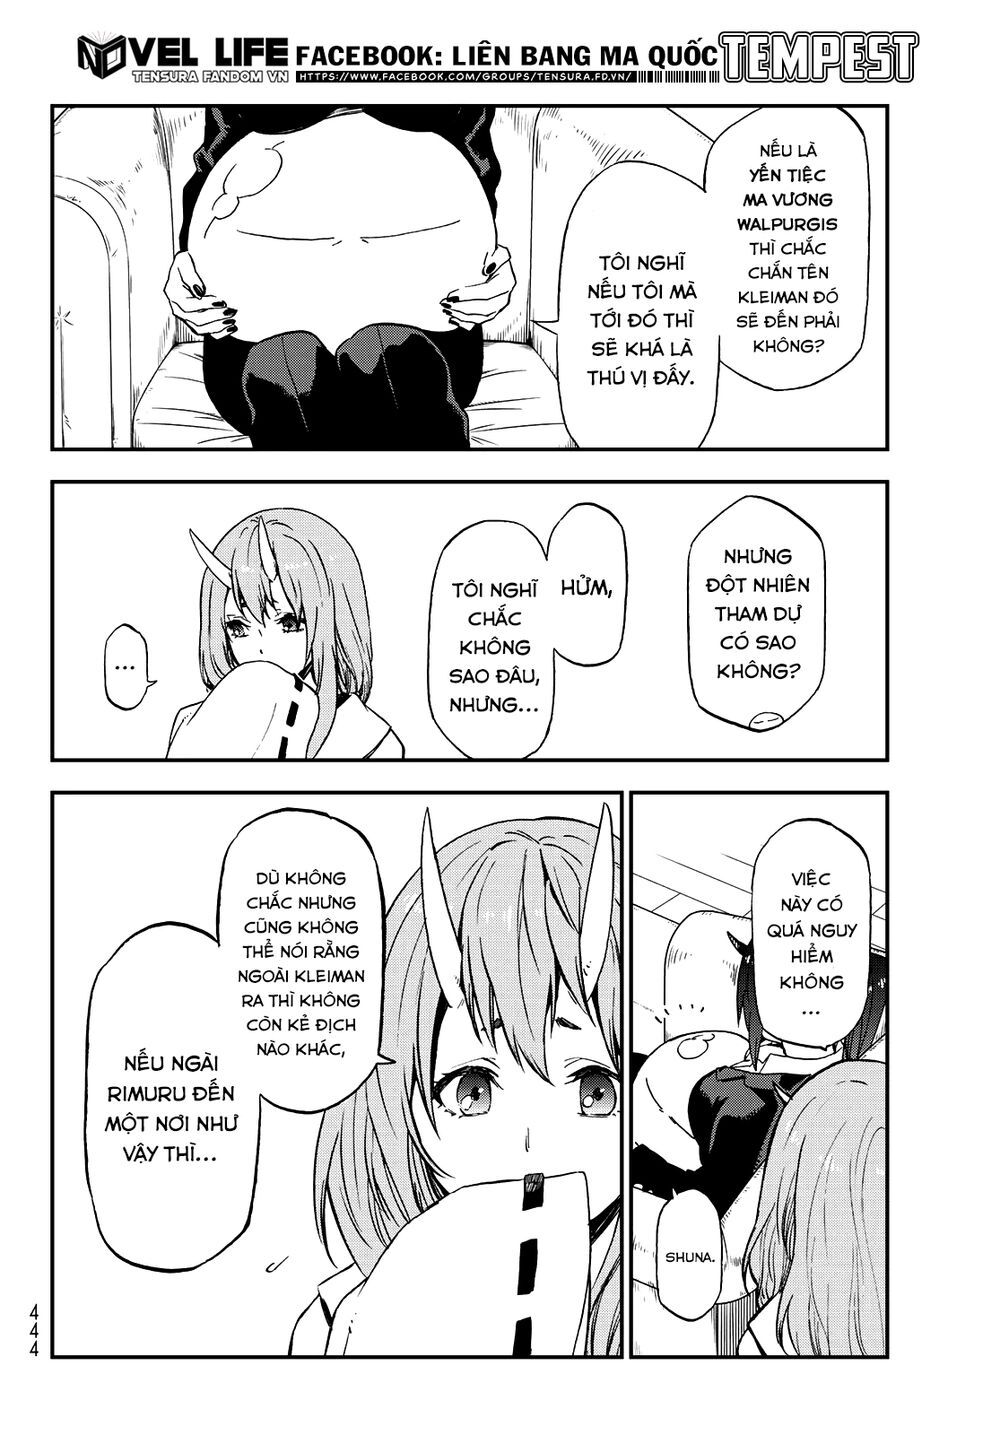 NOVEL LIFE
TENSURA FANDOM VN
FACEBOOK: LIÊN BANG MA QUỐC
HTTPS://WWW.FACEBOOK.COM/GROUPS/TENSURA.FD.VN/
TEMPEST
NẾU LÀ
YẾN TIỆC
MA VƯƠNG
WALPURGIS
THÌ CHẮC
CHẮN TÊN
KLEIMAN ĐÓ
SẼ ĐẾN PHẢI
KHÔNG?
TÔI NGHĨ
NẾU TÔI MÀ
TỚI ĐÓ THÌ
SẼ KHÁ LÀ
THÚ VỊ ĐẤY.
NHƯNG
ĐỘT NHIÊN
THAM DỰ
CÓ SAO
KHÔNG?
HỬM,
TÔI NGHĨ
CHẮC
KHÔNG
SAO ĐÂU,
NHƯNG...
...
VIỆC
NÀY CÓ
QUÁ NGUY
HIỂM
KHÔNG
...
SHUNA.
DÙ KHÔNG
CHẮC NHƯNG
CŨNG KHÔNG
THỂ NÓI RẰNG
NGOÀI KLEIMAN
RA THÌ KHÔNG
CÒN KẺ ĐỊCH
NÀO KHÁC,
NẾU NGÀI
RIMURU ĐẾN
MỘT NƠI NHƯ
VẬY THÌ...
444